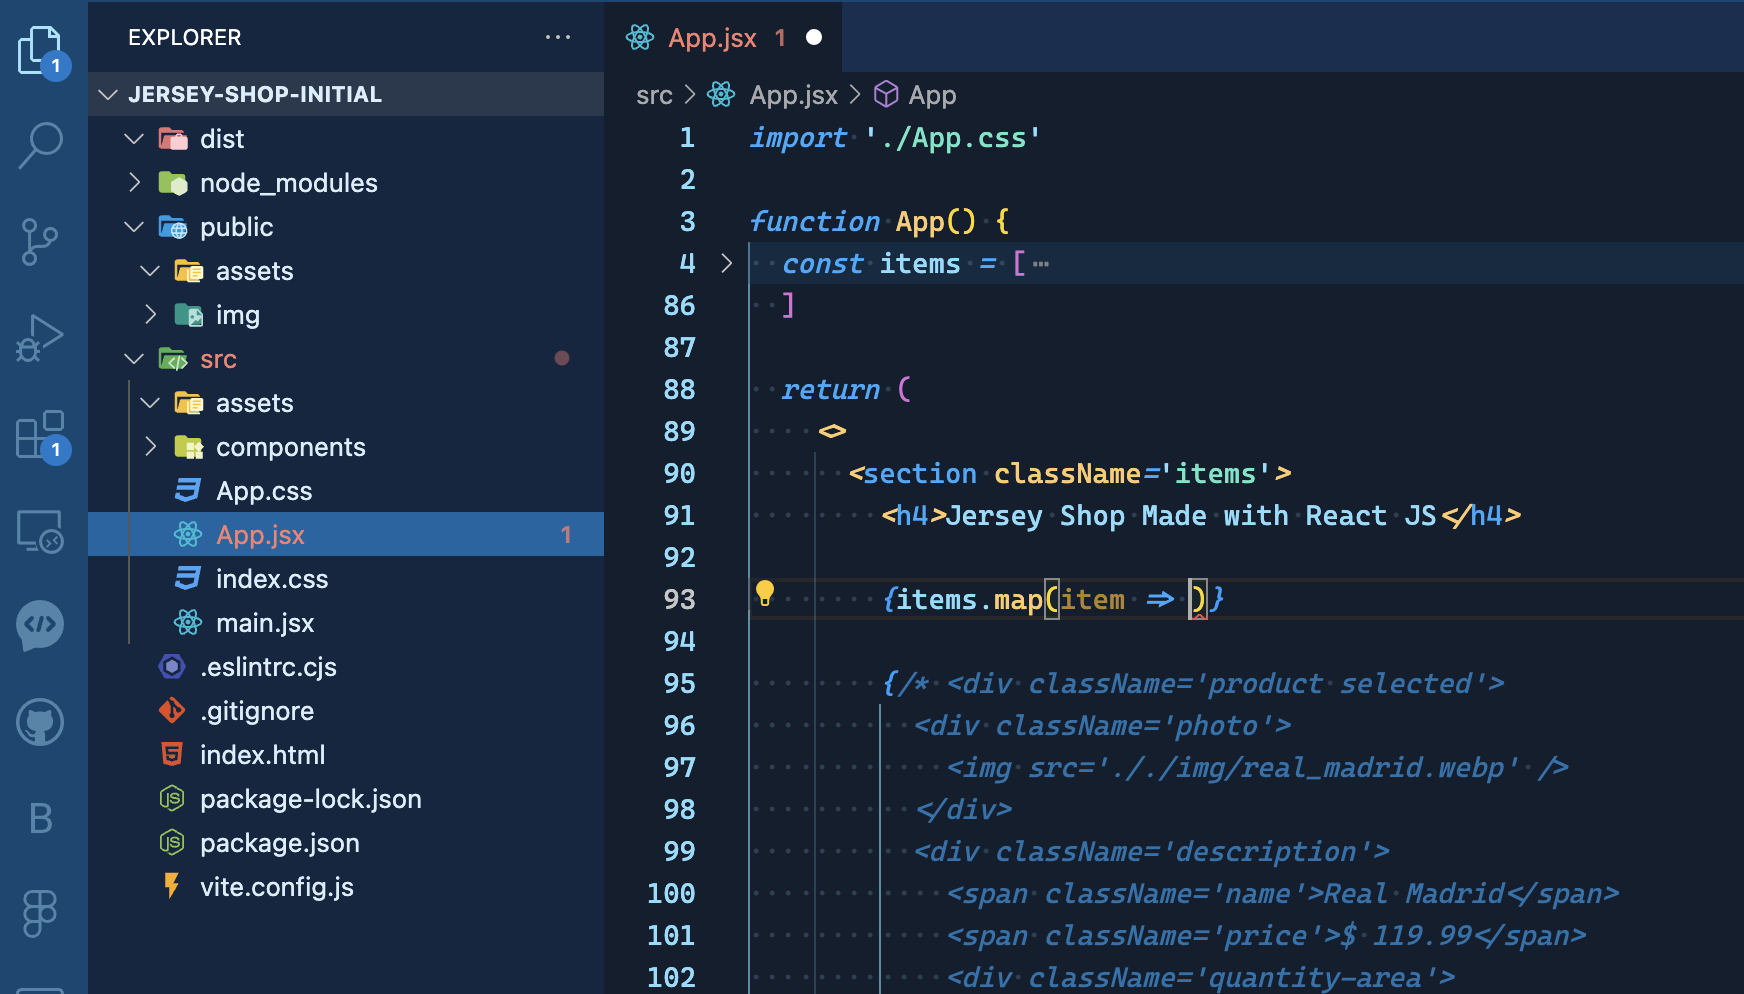 EXPLORER
1
JERSEY-SHOP-INITIAL
dist
node_modules
public
assets
img
src
assets
components
1
App.css
App.jsx 1
index.css
main.jsx
.eslintrc.cjs
.gitignore
index.html
package-lock.json
package.json
B
vite.config.js
App.jsx 1
src > App.jsx > App
1 import './App.css'
2
3 function App() {
4 const items = [ ⋯
86 ]
87
88 return (
89 <>
90 <section className='items'>
91 <h4>Jersey Shop Made with React JS</h4>
92
93 {items.map(item => )}
94
95 {/* <div className='product selected'>
96 <div className='photo'>
97 <img src='././img/real_madrid.webp' />
98 </div>
99 <div className='description'>
100 <span className='name'>Real Madrid</span>
101 <span className='price'>$ 119.99</span>
102 <div className='quantity-area'>